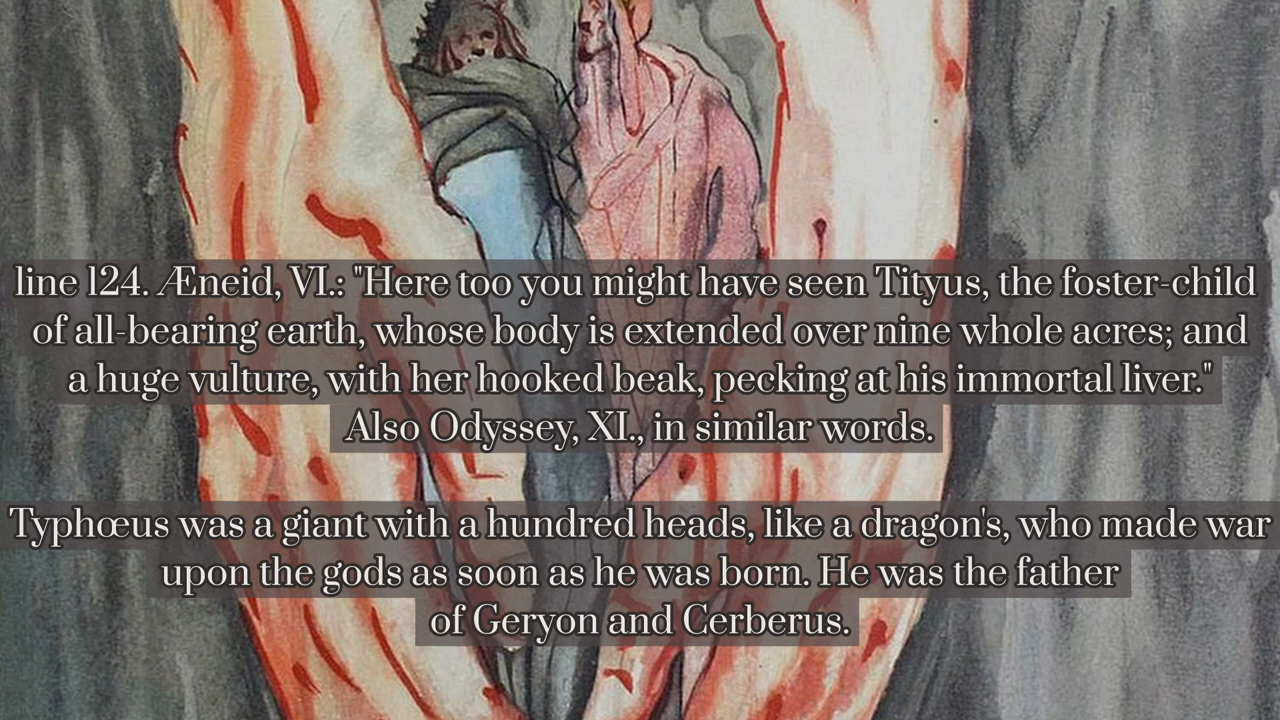 line 124. Æneid, VI.: "Here too you might have seen Tityus, the foster-child
of all-bearing earth, whose body is extended over nine whole acres; and
a huge vulture, with her hooked beak, pecking at his immortal liver."
Also Odyssey, XI., in similar words.
Typhœus was a giant with a hundred heads, like a dragon's, who made war
upon the gods as soon as he was born. He was the father
of Geryon and Cerberus.